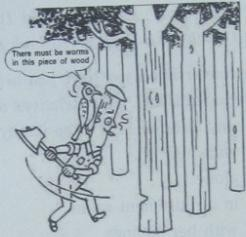 There must be worms
in this piece of wood
...